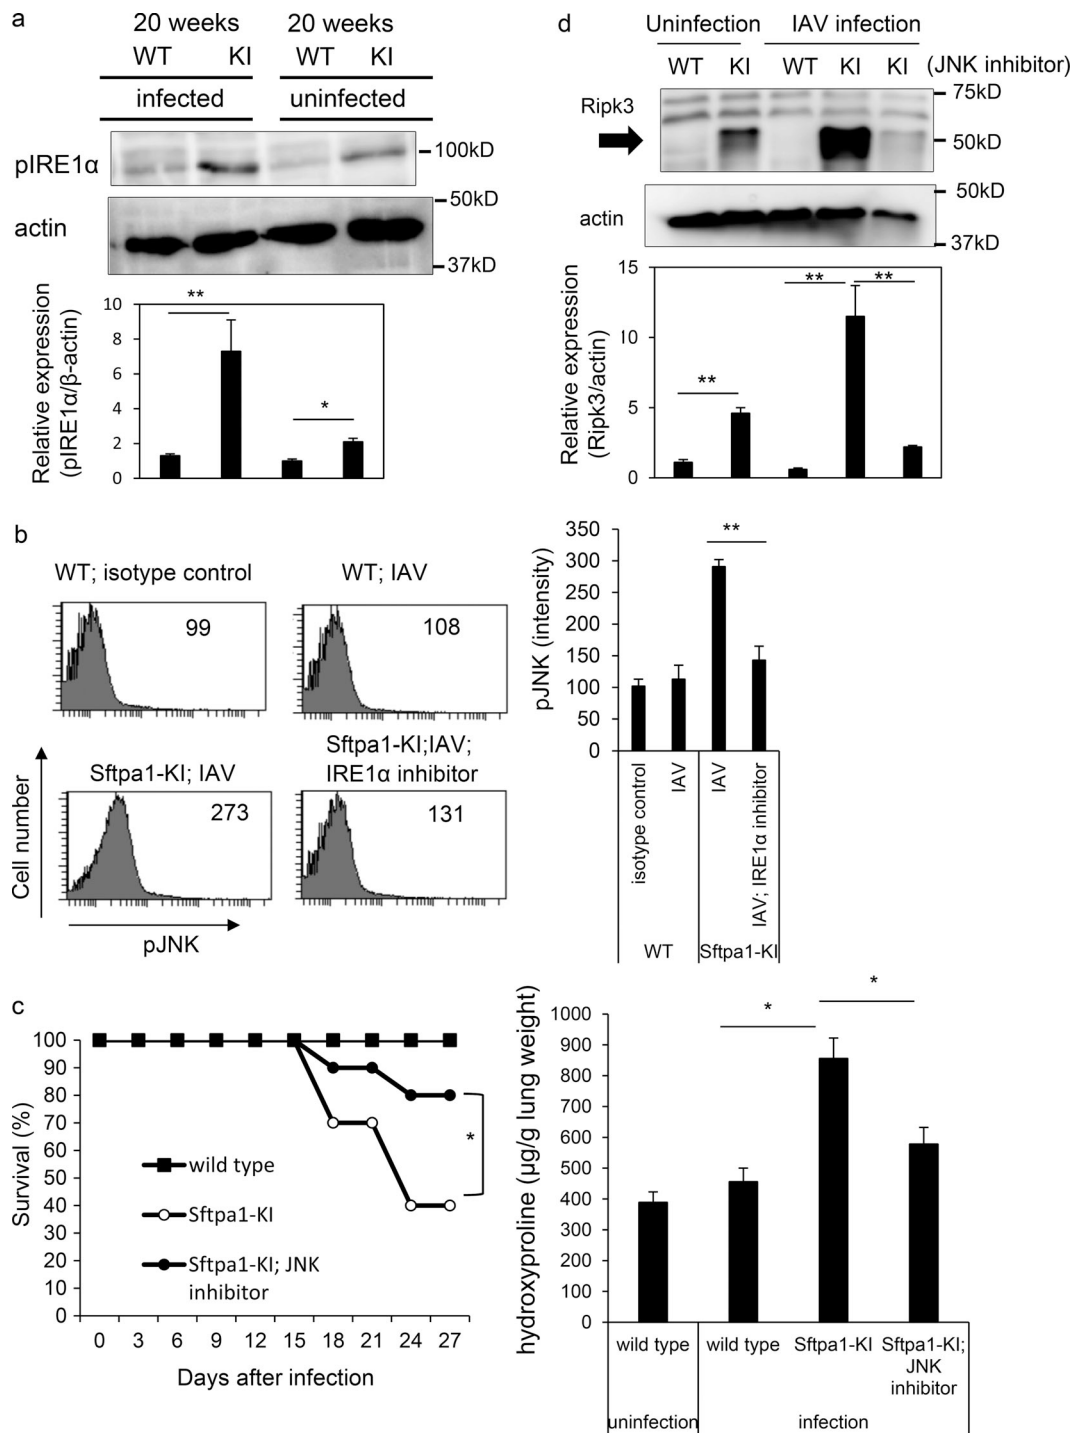 a
20 weeks 20 weeks
WT KI WT KI
infected uninfected
pIRE1α
100kD
50kD
actin
37kD
Relative expression
(pIRE1α/β-actin)
10
8
6
4
2
0
**
*
d
Uninfection IAV infection
WT KI WT KI KI (JNK inhibitor)
Ripk3
75kD
50kD
50kD
actin
37kD
Relative expression
(Ripk3/actin)
15
10
5
0
**
**
**
b
WT; isotype control
99
WT; IAV
108
Sftpa1-KI; IAV
273
Sftpa1-KI;IAV;
IRE1α inhibitor
131
Cell number
pJNK
pJNK (intensity)
350
300
250
200
150
100
50
0
**
isotype control
IAV
IAV
IAV; IRE1α inhibitor
WT Sftpa1-KI
c
Survival (%)
100
90
80
70
60
50
40
30
20
10
0
wild type
Sftpa1-KI
Sftpa1-KI; JNK
inhibitor
*
0 3 6 9 12 15 18 21 24 27
Days after infection
hydroxyproline (µg/g lung weight)
1000
900
800
700
600
500
400
300
200
100
0
*
*
wild type wild type Sftpa1-KI Sftpa1-KI;
JNK
inhibitor
uninfection infection